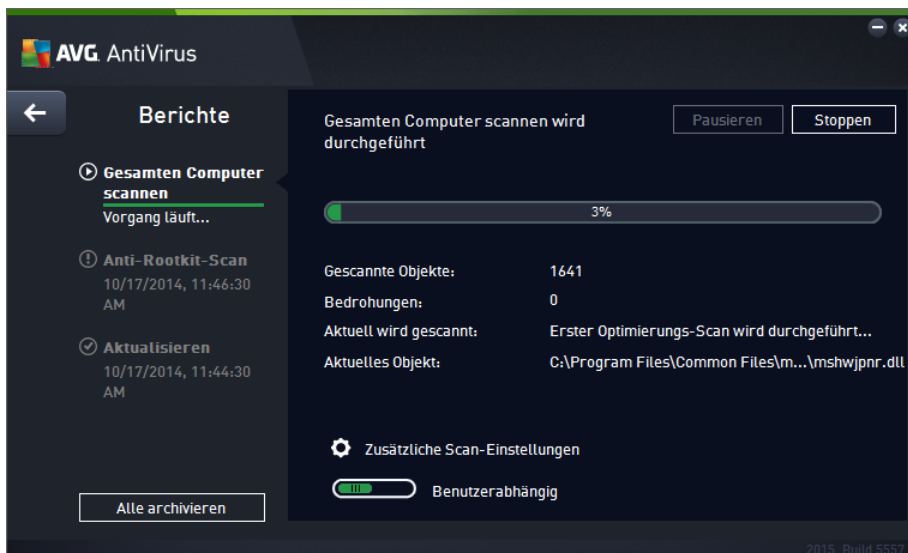 AVG. AntiVirus
Berichte
Gesamten Computer scannen
Vorgang läuft...
Anti-Rootkit-Scan
10/17/2014, 11:46:30
AM
Aktualisieren
10/17/2014, 11:44:30
AM
Alle archivieren
Gesamten Computer scannen wird
durchgeführt
Pausieren
Stoppen
3%
Gescannte Objekte: 1641
Bedrohungen: 0
Aktuell wird gescannt: Erster Optimierungs-Scan wird durchgeführt...
Aktuelles Objekt: C:\Program Files\Common Files\m...\mshwjpnr.dll
Zusätzliche Scan-Einstellungen
Benutzerabhängig
2015. Build 5557